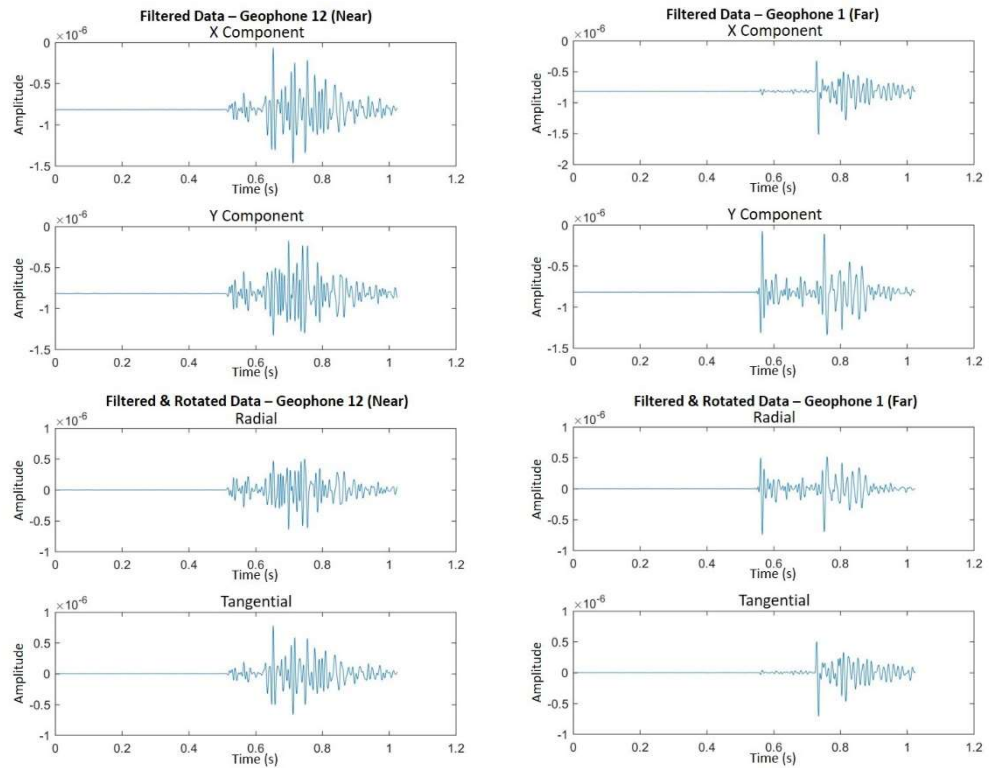 Filtered Data – Geophone 12 (Near)
X Component
×10⁻⁶
0
-0.5
-1
-1.5
Amplitude
0 0.2 0.4 0.6 0.8 1 1.2
Time (s)
Y Component
×10⁻⁶
0
-0.5
-1
-1.5
Amplitude
0 0.2 0.4 0.6 0.8 1 1.2
Time (s)
Filtered & Rotated Data – Geophone 12 (Near)
Radial
×10⁻⁶
1
0.5
0
-0.5
-1
Amplitude
0 0.2 0.4 0.6 0.8 1 1.2
Time (s)
Tangential
×10⁻⁶
1
0.5
0
-0.5
-1
Amplitude
0 0.2 0.4 0.6 0.8 1 1.2
Time (s)
Filtered Data – Geophone 1 (Far)
X Component
×10⁻⁶
0
-0.5
-1
-1.5
-2
Amplitude
0 0.2 0.4 0.6 0.8 1 1.2
Time (s)
Y Component
×10⁻⁶
0
-0.5
-1
-1.5
Amplitude
0 0.2 0.4 0.6 0.8 1 1.2
Time (s)
Filtered & Rotated Data – Geophone 1 (Far)
Radial
×10⁻⁶
1
0.5
0
-0.5
-1
Amplitude
0 0.2 0.4 0.6 0.8 1 1.2
Time (s)
Tangential
×10⁻⁶
1
0.5
0
-0.5
-1
Amplitude
0 0.2 0.4 0.6 0.8 1 1.2
Time (s)